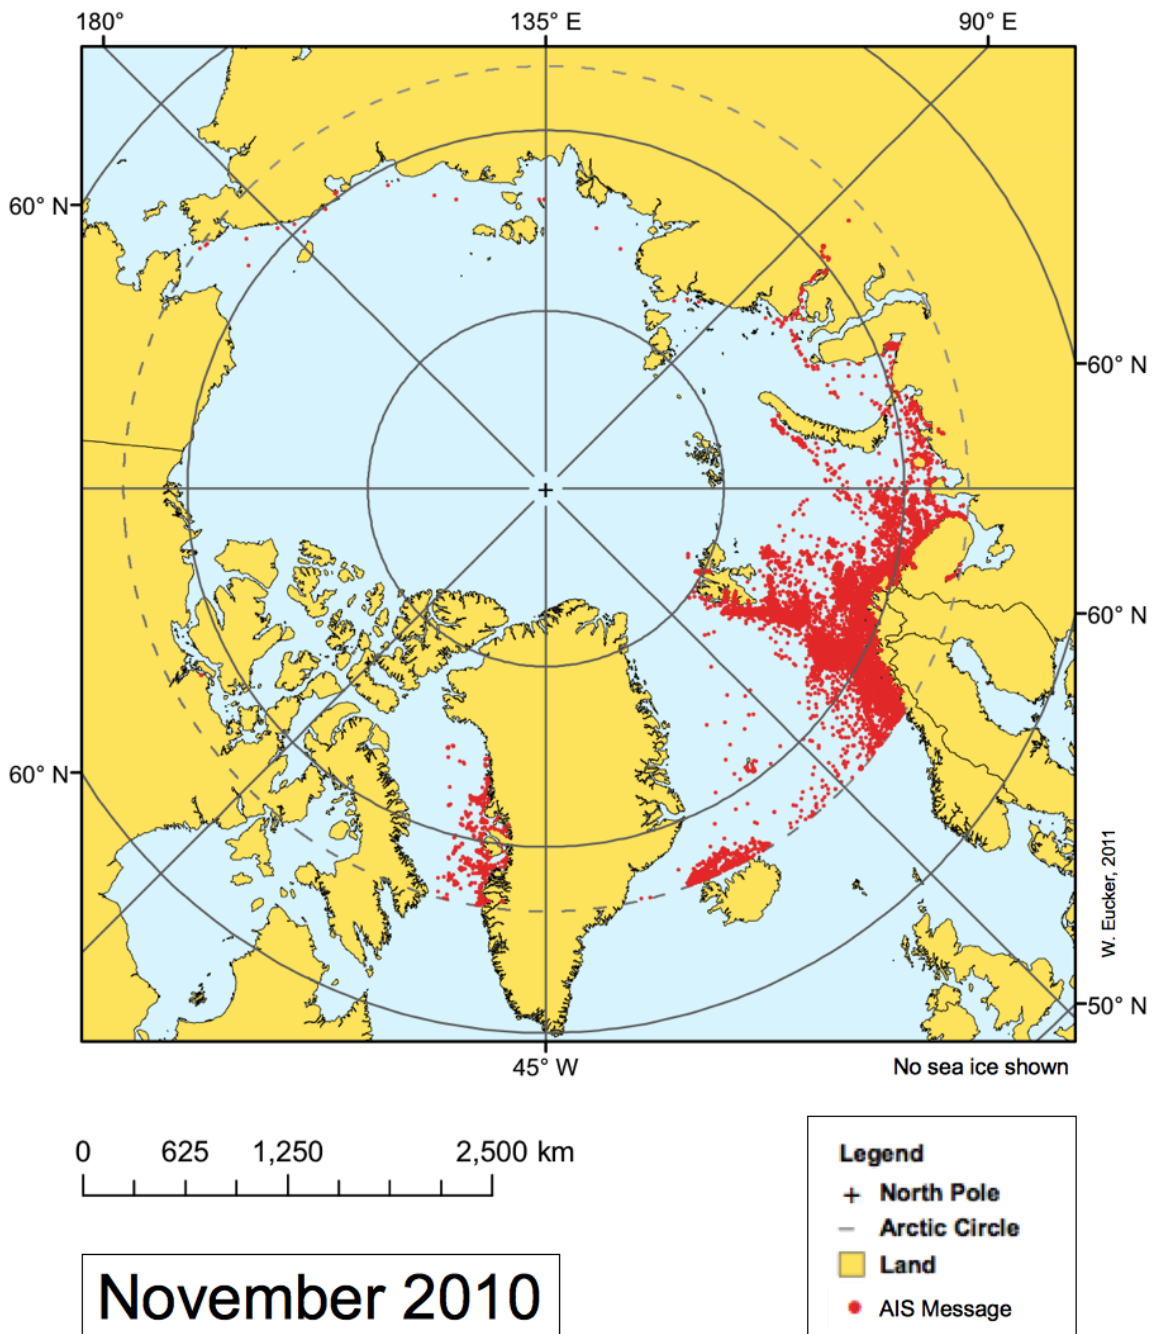 180°
135° E
90° E
60° N
60° N
60° N
60° N
50° N
W. Eucker, 2011
45° W
No sea ice shown
0 625 1,250 2,500 km
Legend
North Pole
Arctic Circle
Land
AIS Message
November 2010